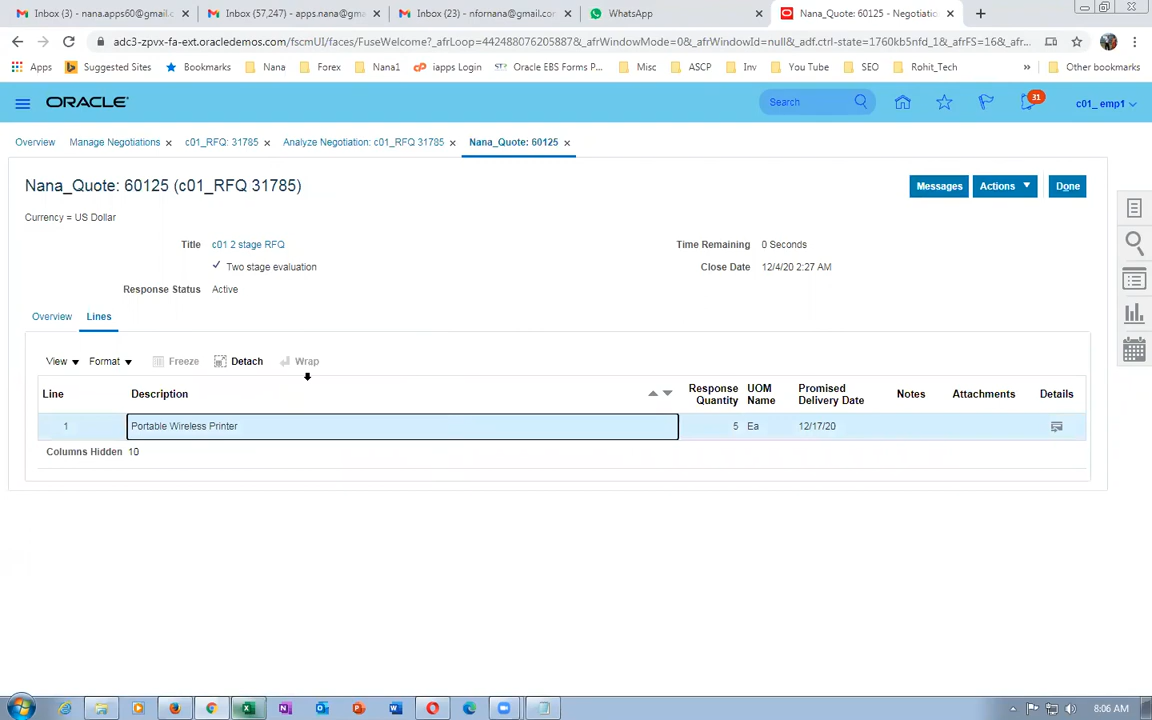 Inbox (3) - nana.apps60@gmail.c
Inbox (57,247) - apps.nana@gma
Inbox (23) - nfornana@gmail.con
WhatsApp
Nana_Quote: 60125 - Negotiatio
adc3-zpvx-fa-ext.oracledemos.com/fscmUI/faces/FuseWelcome?_afrLoop=442488076205887&_afrWindowMode=0&_afrWindowId=null&_adf.ctrl-state=1760kb5nfd_1&_afrFS=16&_afr...
Apps
Suggested Sites
Bookmarks
Nana
Forex
Nana1
iapps Login
Oracle EBS Forms P...
Misc
ASCP
Inv
You Tube
SEO
Rohit_Tech
»
Other bookmarks
ORACLE
Search
31
c01_ emp1
Overview
Manage Negotiations
c01_RFQ: 31785
Analyze Negotiation: c01_RFQ 31785
Nana_Quote: 60125
Nana_Quote: 60125 (c01_RFQ 31785)
Messages
Actions
Done
Currency = US Dollar
Title c01 2 stage RFQ
Time Remaining 0 Seconds
Two stage evaluation
Close Date 12/4/20 2:27 AM
Response Status Active
Overview
Lines
View
Format
Freeze
Detach
Wrap
Line
Description
Response Quantity
UOM Name
Promised Delivery Date
Notes
Attachments
Details
1 Portable Wireless Printer 5 Ea 12/17/20
Columns Hidden 10
8:06 AM